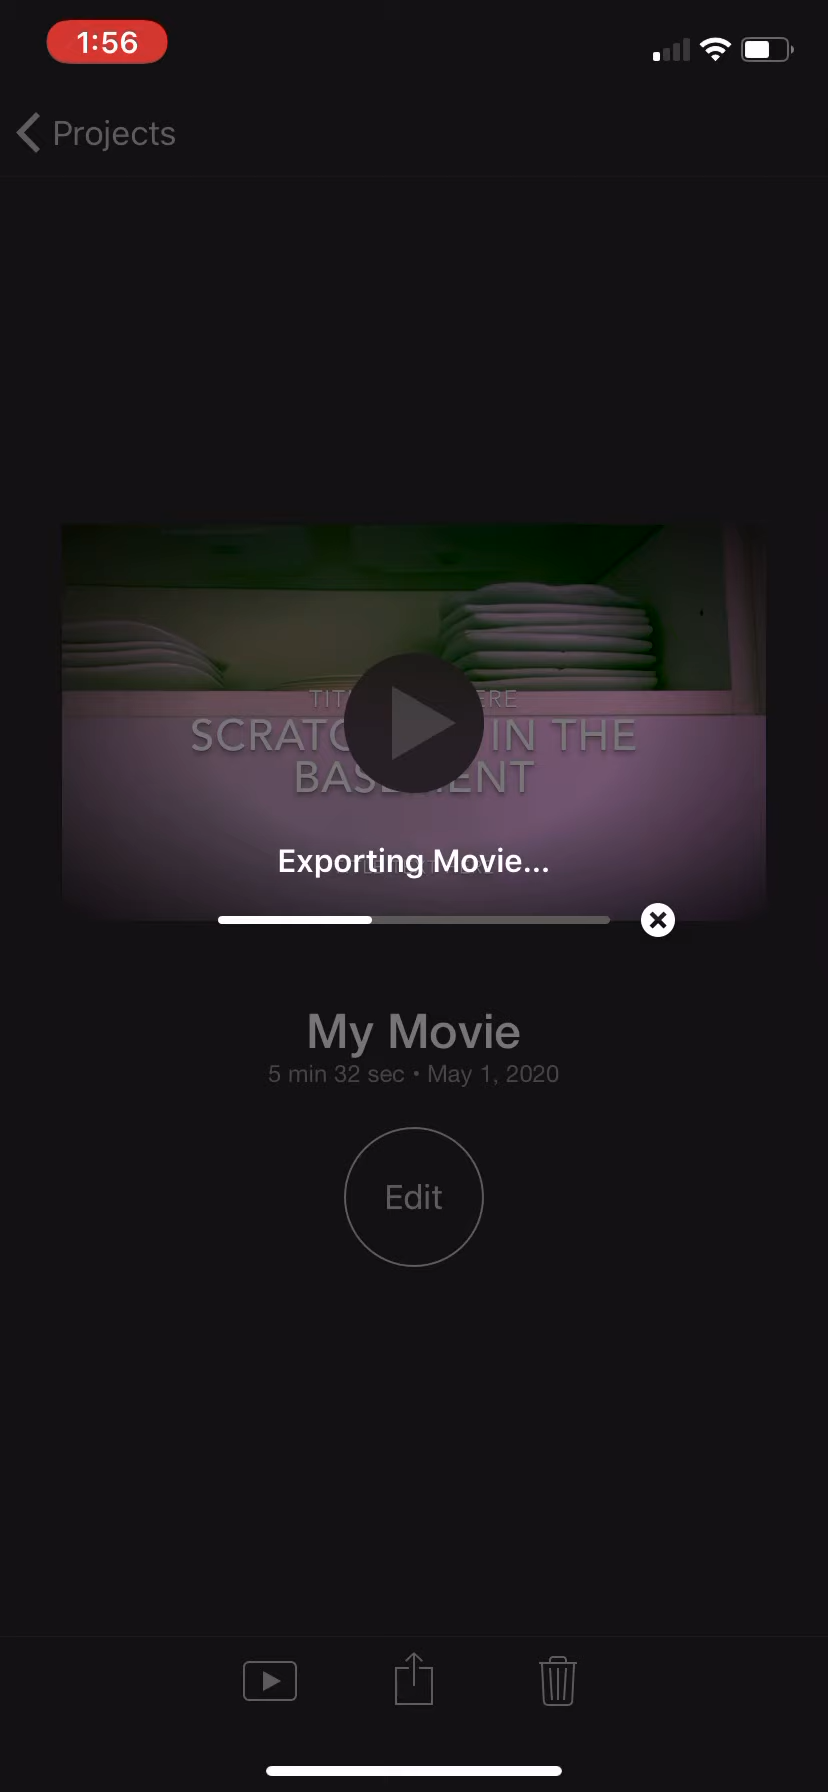 1:56
Projects
SCRATC IN THE
BAS ENT
Exporting Movie...
My Movie
5 min 32 sec • May 1, 2020
Edit